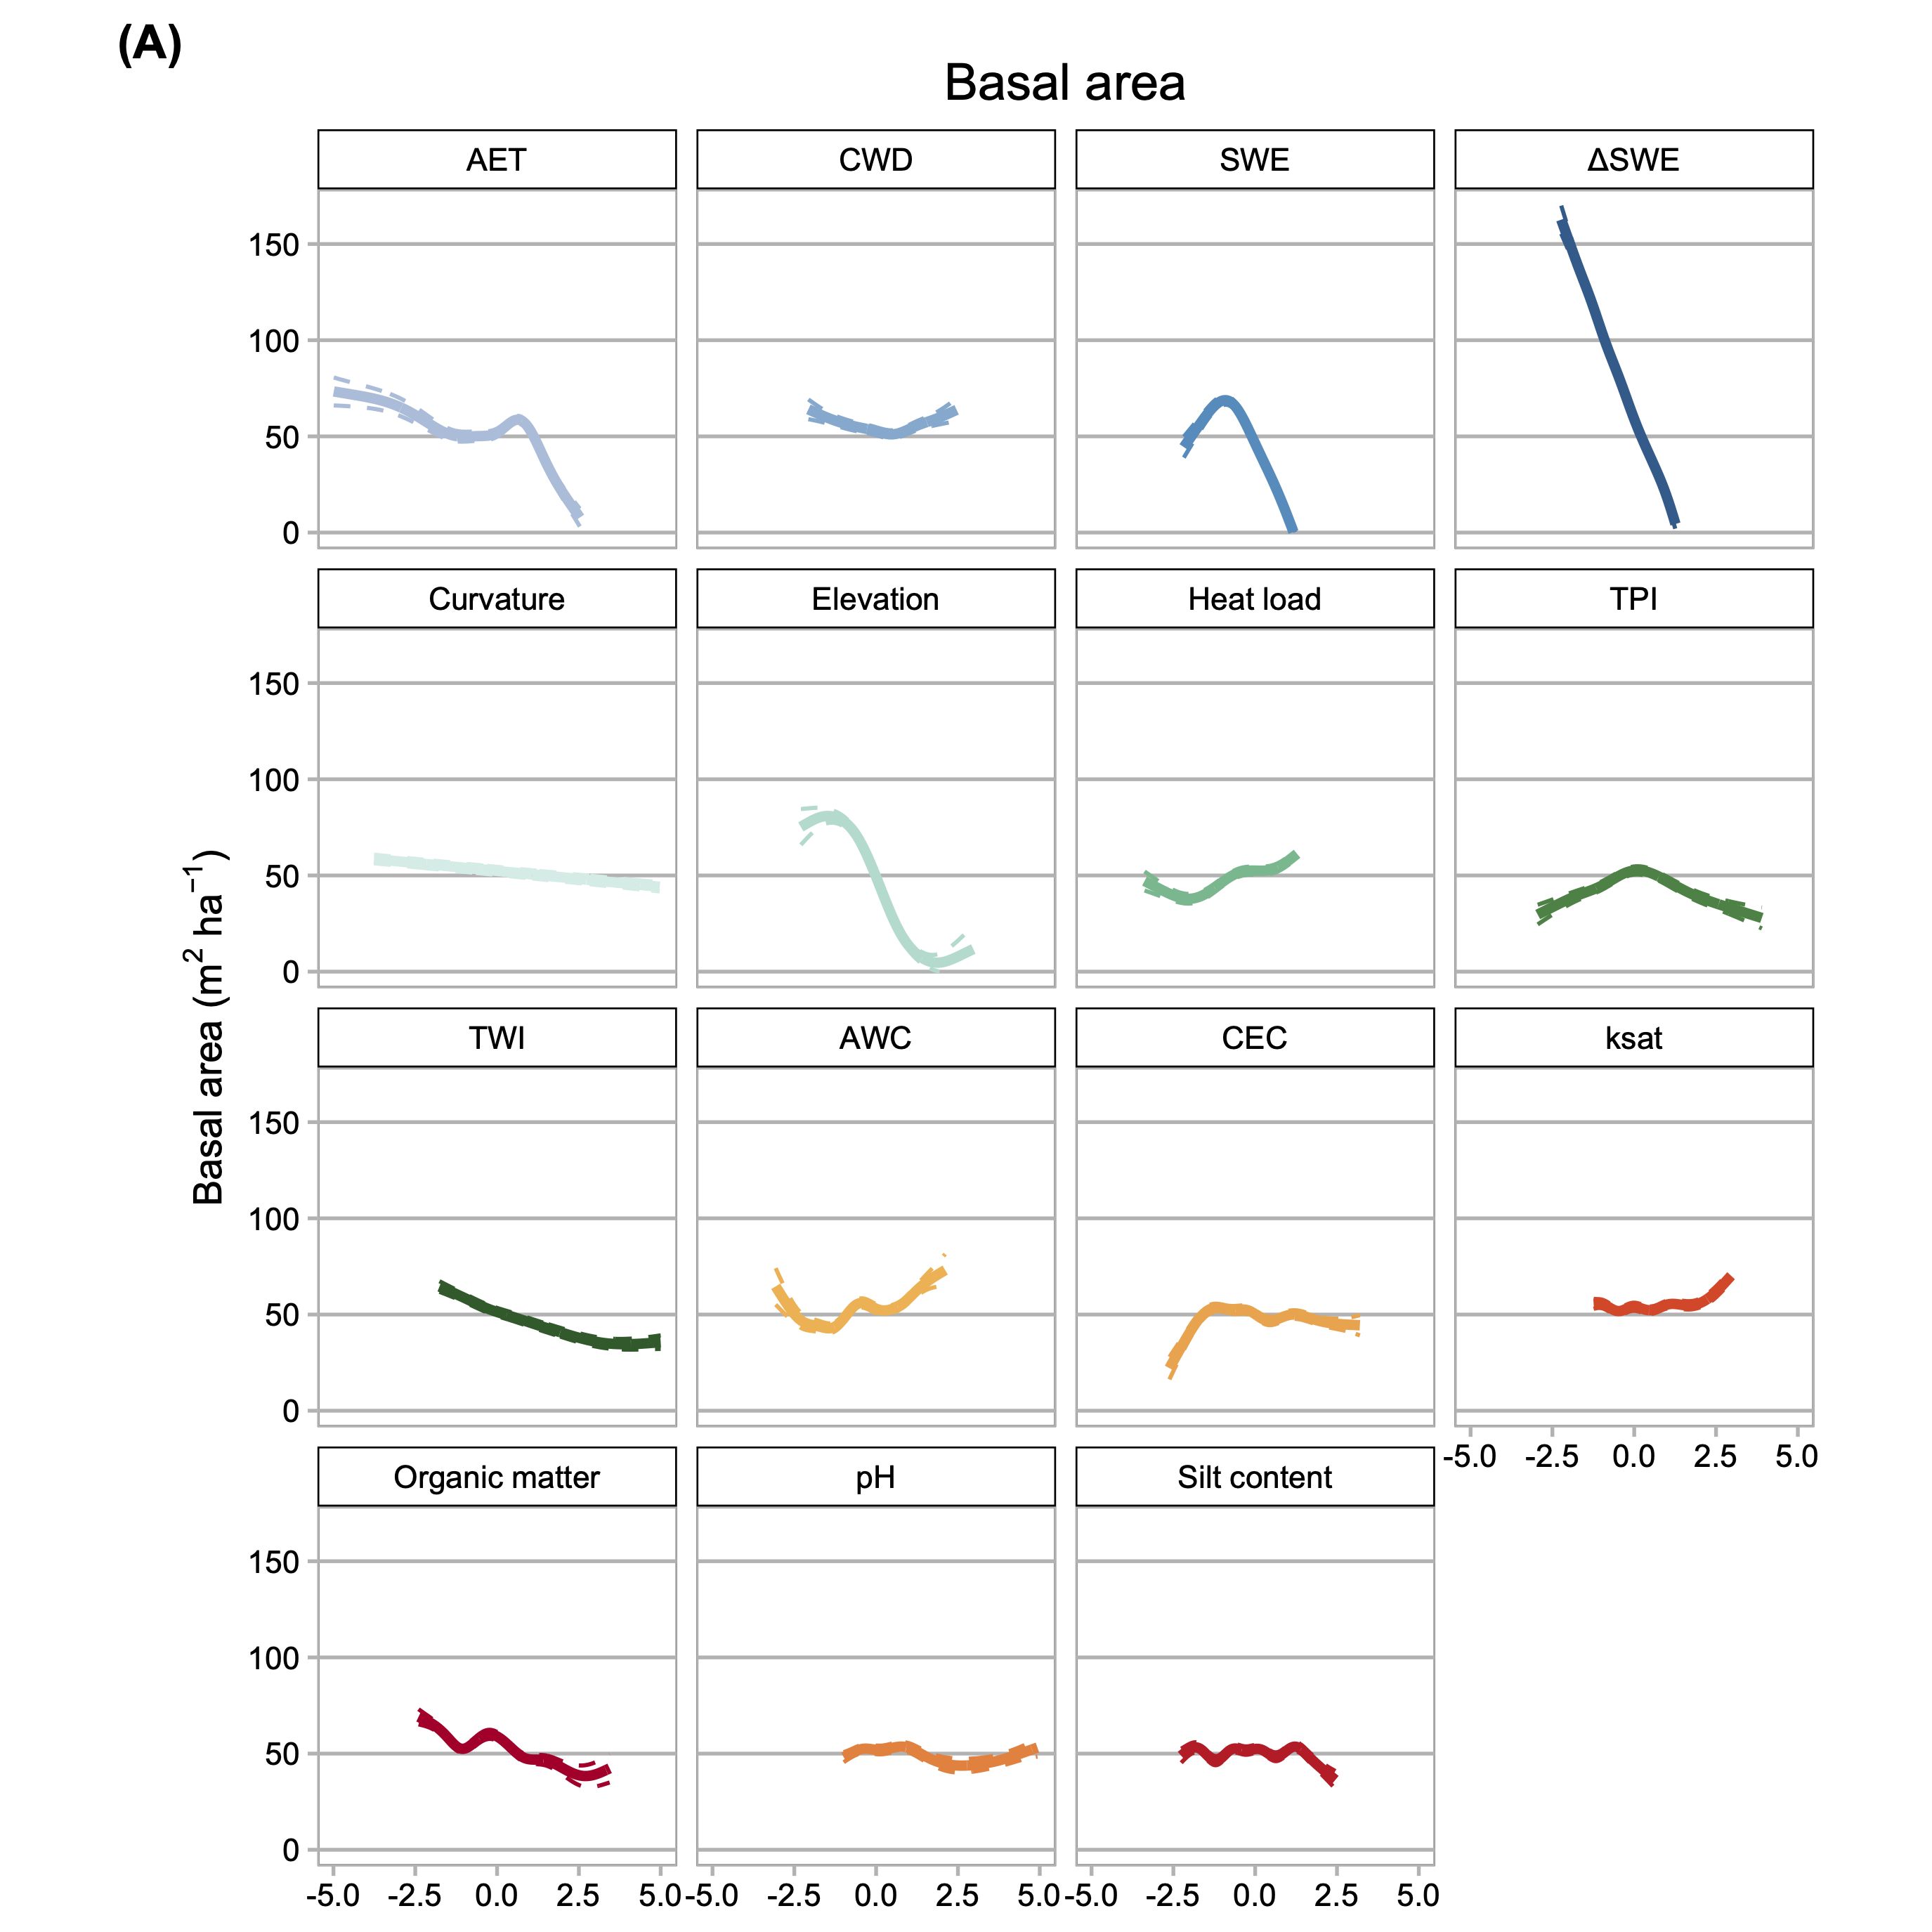 (A)
Basal area
AET CWD SWE ΔSWE
150
100
50
0
Curvature Elevation Heat load TPI
150
100
50
0
Basal area (m² ha⁻¹)
TWI AWC CEC ksat
150
100
50
0
-5.0 -2.5 0.0 2.5 5.0
Organic matter pH Silt content
150
100
50
0
-5.0 -2.5 0.0 2.5 5.0 -5.0 -2.5 0.0 2.5 5.0 -5.0 -2.5 0.0 2.5 5.0